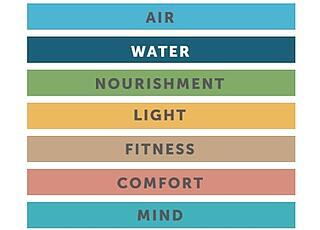 AIR
WATER
NOURISHMENT
LIGHT
FITNESS
COMFORT
MIND